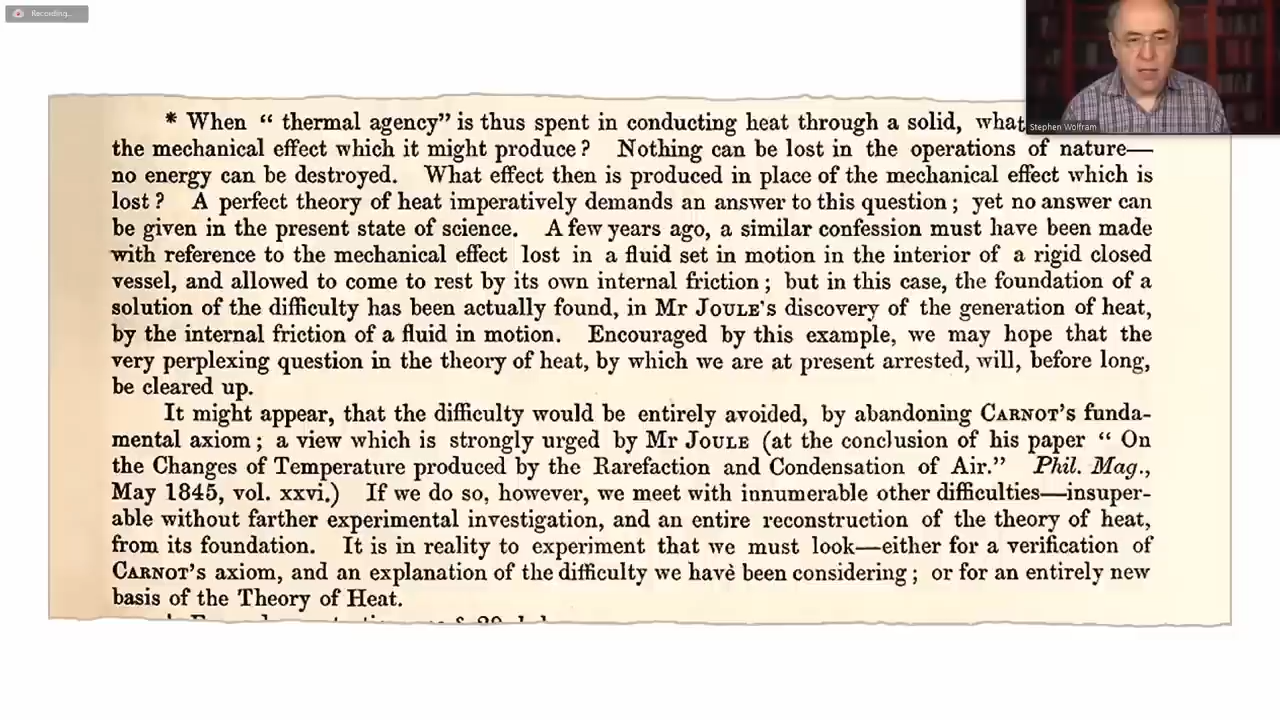 Recording...
Stephen Wolfram
* When “ thermal agency” is thus spent in conducting heat through a solid, what
the mechanical effect which it might produce ? Nothing can be lost in the operations of nature—
no energy can be destroyed. What effect then is produced in place of the mechanical effect which is
lost ? A perfect theory of heat imperatively demands an answer to this question ; yet no answer can
be given in the present state of science. A few years ago, a similar confession must have been made
with reference to the mechanical effect lost in a fluid set in motion in the interior of a rigid closed
vessel, and allowed to come to rest by its own internal friction ; but in this case, the foundation of a
solution of the difficulty has been actually found, in Mr JOULE’S discovery of the generation of heat,
by the internal friction of a fluid in motion. Encouraged by this example, we may hope that the
very perplexing question in the theory of heat, by which we are at present arrested, will, before long,
be cleared up.
It might appear, that the difficulty would be entirely avoided, by abandoning CARNOT’S funda-
mental axiom ; a view which is strongly urged by Mr JOULE (at the conclusion of his paper “ On
the Changes of Temperature produced by the Rarefaction and Condensation of Air.” Phil. Mag.,
May 1845, vol. xxvi.) If we do so, however, we meet with innumerable other difficulties—insuper-
able without farther experimental investigation, and an entire reconstruction of the theory of heat,
from its foundation. It is in reality to experiment that we must look—either for a verification of
CARNOT’S axiom, and an explanation of the difficulty we have been considering ; or for an entirely new
basis of the Theory of Heat.